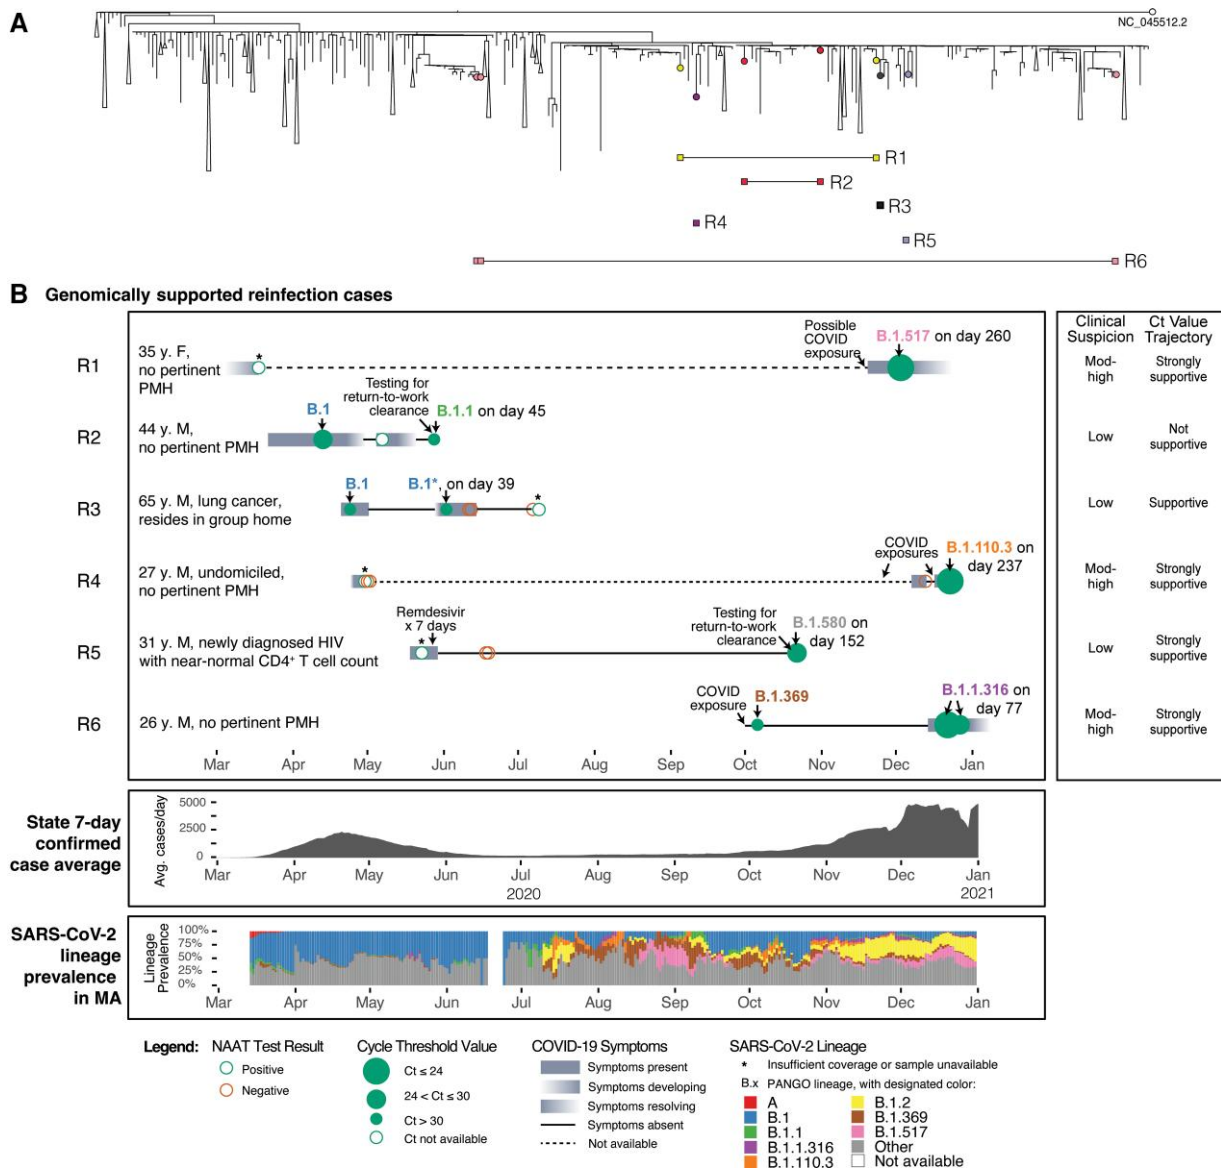 A
NC_045512.2
R1
R2
R3
R4
R5
R6
B Genomically supported reinfection cases
Clinical Suspicion
Ct Value Trajectory
R1
35 y. F,
no pertinent
PMH
*
Possible
COVID
exposure
B.1.517 on day 260
Mod-
high
Strongly
supportive
R2
44 y. M,
no pertinent PMH
B.1
Testing for
return-to-work
clearance
B.1.1 on day 45
Low
Not
supportive
R3
65 y. M, lung cancer,
resides in group home
B.1
B.1*, on day 39
*
Low
Supportive
R4
27 y. M, undomiciled,
no pertinent PMH
*
COVID
exposures
B.1.110.3 on
day 237
Mod-
high
Strongly
supportive
R5
31 y. M, newly diagnosed HIV
with near-normal CD4+ T cell count
Remdesivir
x 7 days
*
Testing for
return-to-work
clearance
B.1.580 on
day 152
Low
Strongly
supportive
R6
26 y. M, no pertinent PMH
COVID
exposure
B.1.369
B.1.1.316 on
day 77
Mod-
high
Strongly
supportive
Mar Apr May Jun Jul Aug Sep Oct Nov Dec Jan
State 7-day
confirmed
case average
Avg. cases/day
5000
2500
0
Mar Apr May Jun Jul Aug Sep Oct Nov Dec Jan
2020 2021
SARS-CoV-2
lineage
prevalence
in MA
Lineage
Prevalence
100%
75%
50%
25%
0%
Mar Apr May Jun Jul Aug Sep Oct Nov Dec Jan
Legend:
NAAT Test Result
Positive
Negative
Cycle Threshold Value
Ct ≤ 24
24 < Ct ≤ 30
Ct > 30
Ct not available
COVID-19 Symptoms
Symptoms present
Symptoms developing
Symptoms resolving
Symptoms absent
Not available
SARS-CoV-2 Lineage
* Insufficient coverage or sample unavailable
B.x PANGO lineage, with designated color:
A
B.1
B.1.1
B.1.1.316
B.1.110.3
B.1.2
B.1.369
B.1.517
Other
Not available